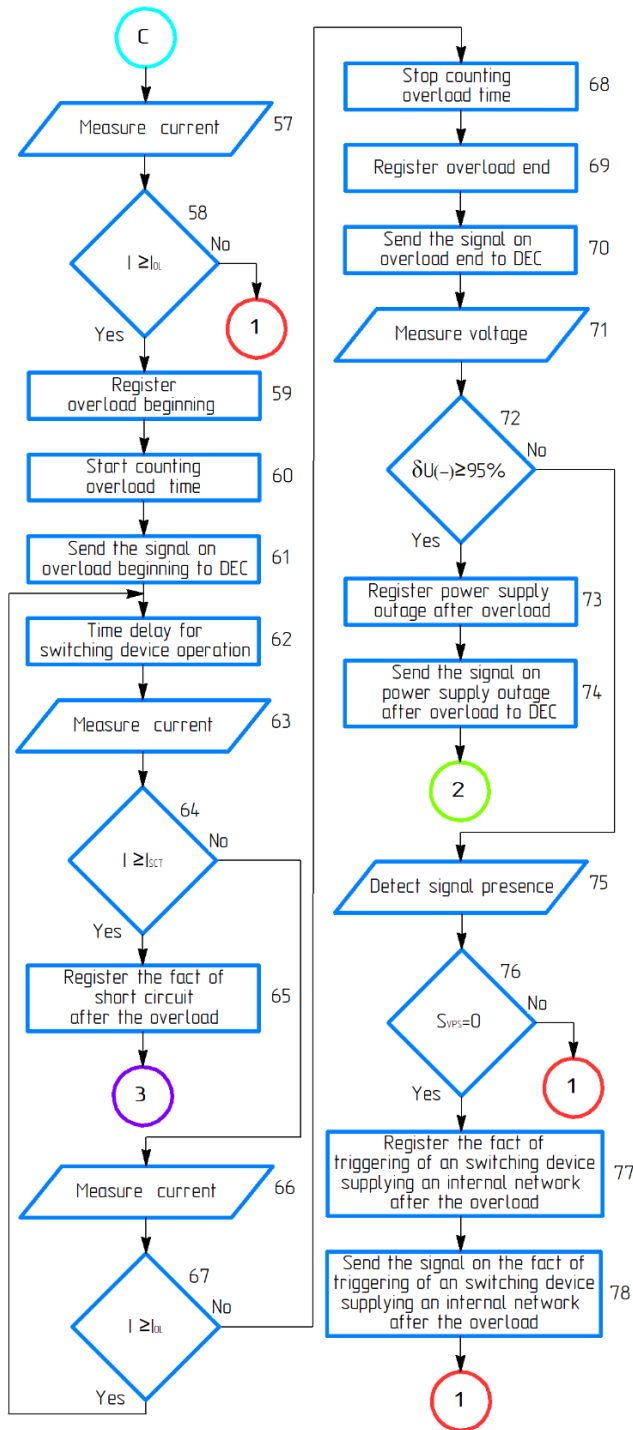 C
Measure current
57
58
I ≥I_OL
No
1
Yes
Register
overload beginning
59
Start counting
overload time
60
Send the signal on
overload beginning to DEC
61
Time delay for
switching device operation
62
Measure current
63
64
I ≥I_SCT
No
Yes
Register the fact of
short circuit
after the overload
65
3
Measure current
66
67
I ≥I_OL
No
Yes
Stop counting
overload time
68
Register overload end
69
Send the signal on
overload end to DEC
70
Measure voltage
71
72
δU(−)≥95%
No
Yes
Register power supply
outage after overload
73
Send the signal on
power supply outage
after overload to DEC
74
2
Detect signal presence
75
76
S_VPS=0
No
1
Yes
Register the fact of
triggering of an switching device
supplying an internal network
after the overload
77
Send the signal on the fact of
triggering of an switching device
supplying an internal network
after the overload
78
1